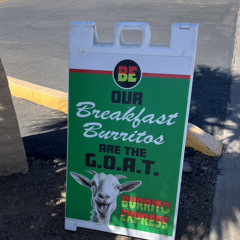 BE
OUR
Breakfast
Burritos
ARE THE
G.O.A.T.
BURRITO
EXPRESS